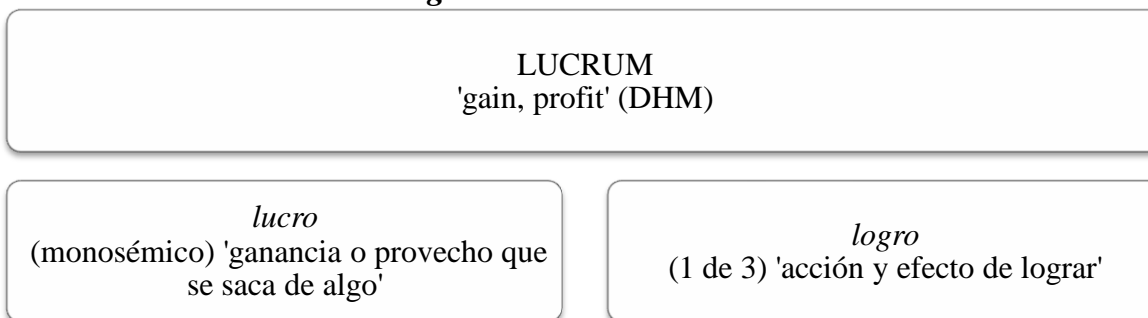 LUCRUM
'gain, profit' (DHM)
lucro
(monosémico) 'ganancia o provecho que
se saca de algo'
logro
(1 de 3) 'acción y efecto de lograr'